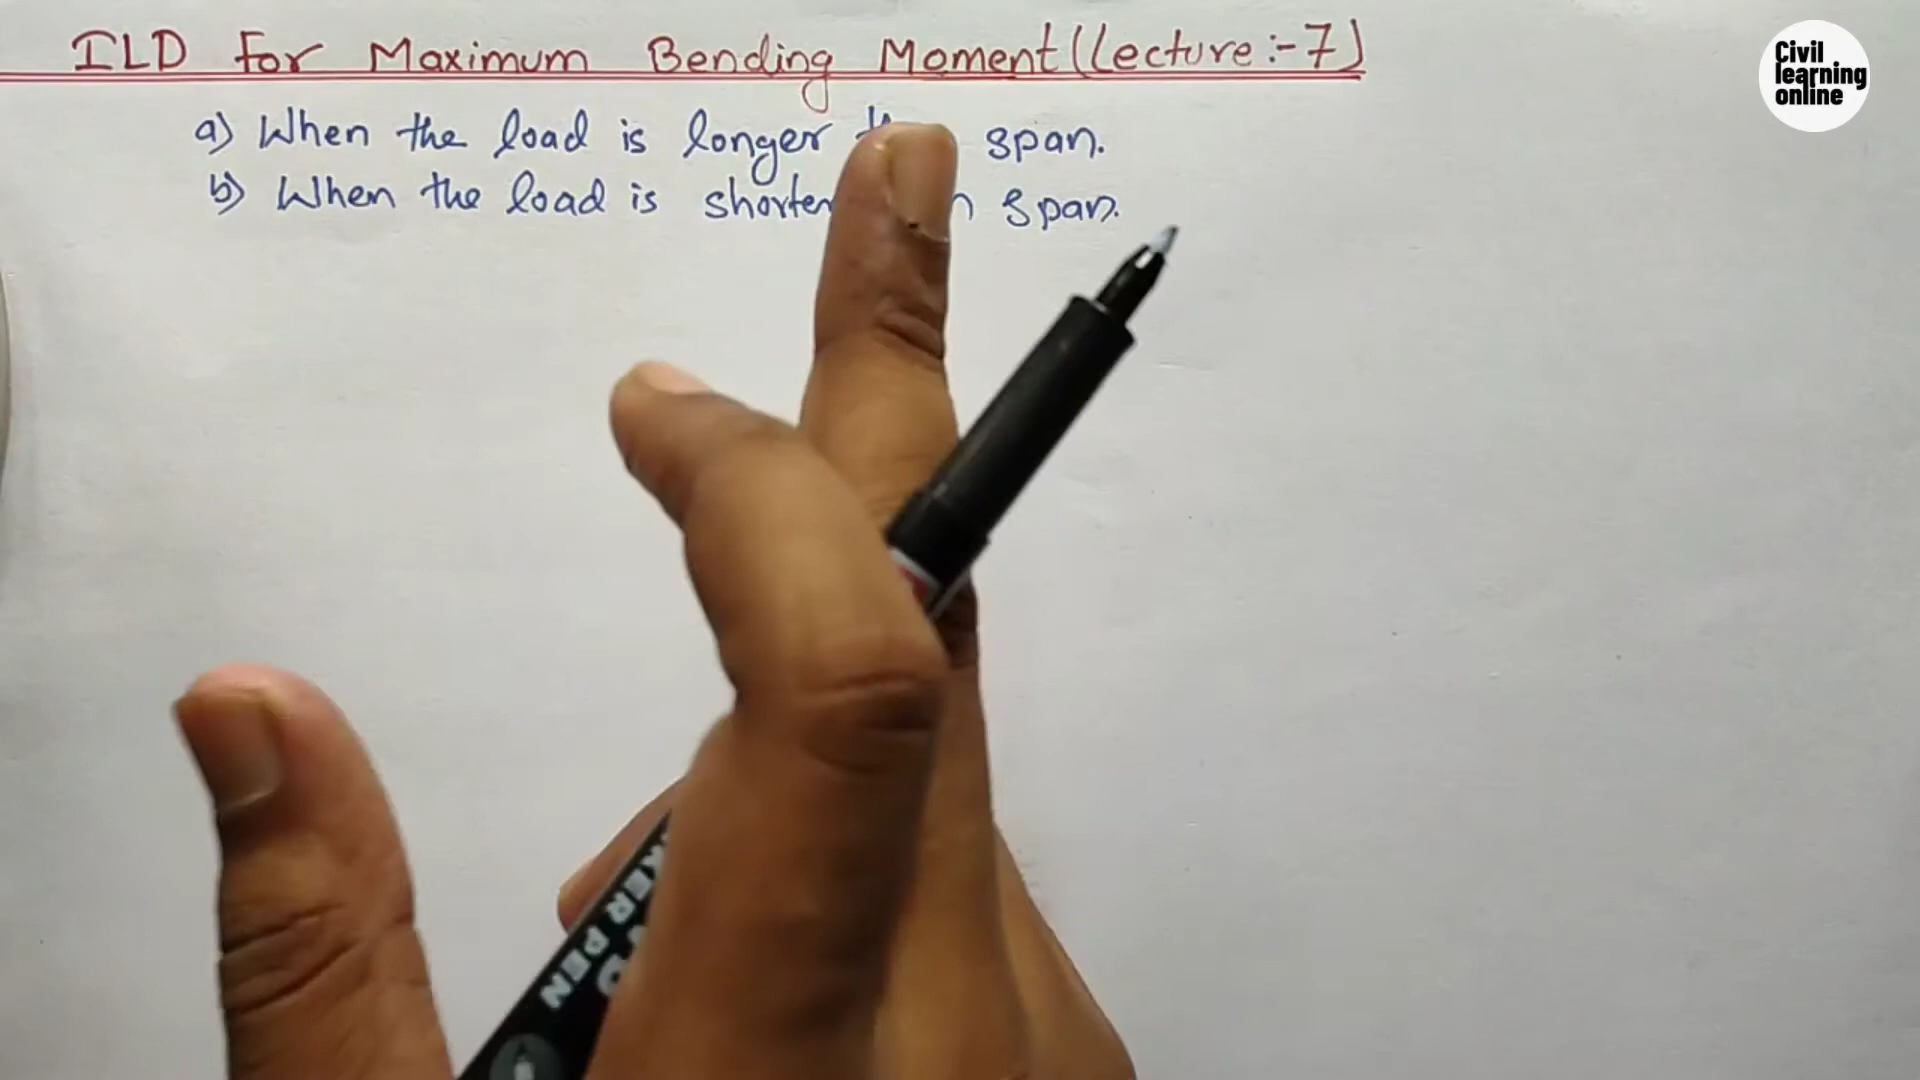 ILD For Maximum Bending Moment (Lecture:-7)
a) When the load is longer span.
b) When the load is shorter span.
Civil
learning
online
KER PEN